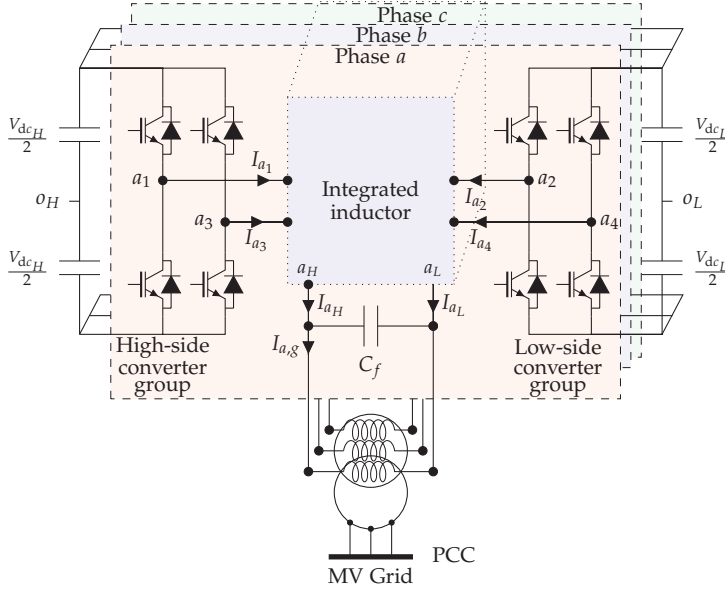 Phase c
Phase b
Phase a
V_dc_H/2
V_dc_H/2
o_H
a_1
a_3
I_a_1
I_a_3
Integrated
inductor
I_a_2
I_a_4
a_2
a_4
V_dc_L/2
V_dc_L/2
o_L
a_H
a_L
I_a_H
I_a_L
I_a,g
C_f
High-side
converter
group
Low-side
converter
group
PCC
MV Grid